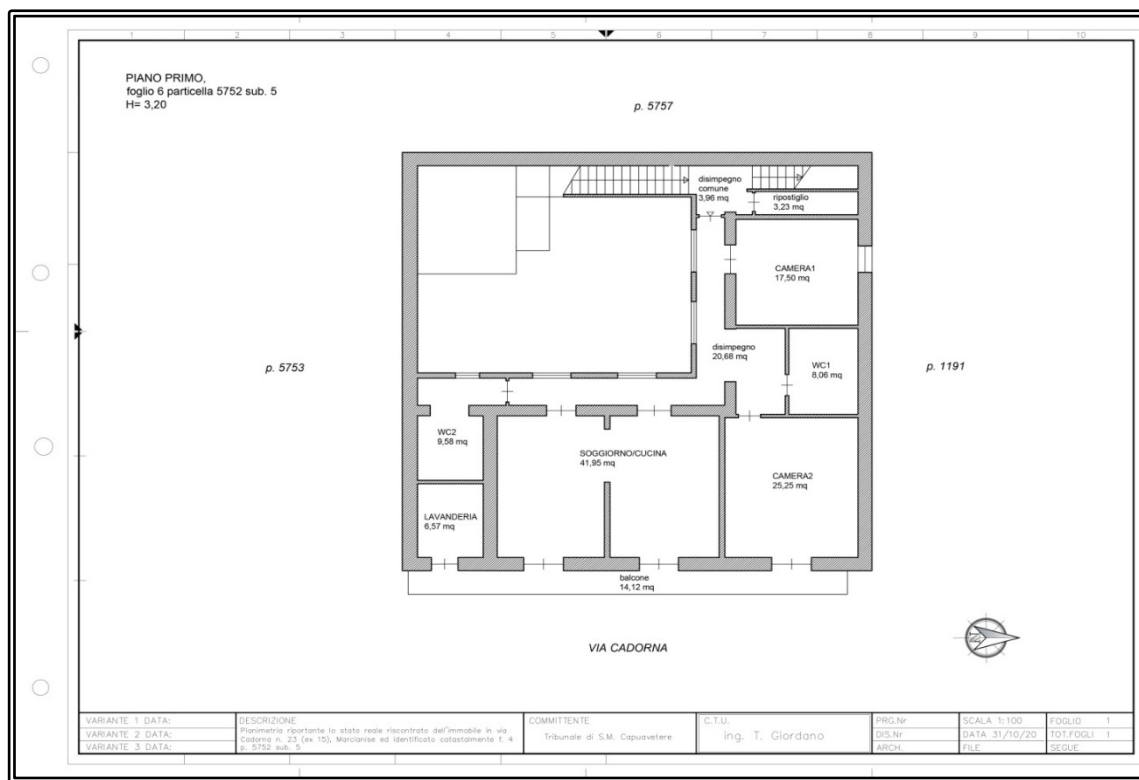 1 2 3 4 5 6 7 8 9 10
PIANO PRIMO,
foglio 6 particella 5752 sub. 5
H= 3,20
p. 5757
disimpegno
comune
3,96 mq
ripostiglio
3,23 mq
CAMERA1
17,50 mq
disimpegno
20,68 mq
WC1
8,06 mq
p. 5753
p. 1191
WC2
9,58 mq
SOGGIORNO/CUCINA
41,95 mq
CAMERA2
25,25 mq
LAVANDERIA
6,57 mq
balcone
14,12 mq
VIA CADORNA
VARIANTE 1 DATA:
VARIANTE 2 DATA:
VARIANTE 3 DATA:
DESCRIZIONE
Planimetria riportante lo stato reale riscontrato dell'immobile in via
Cadorna n. 23 (ex 15), Marcianise ed identificato catastalmente f. 4
p. 5752 sub. 5
COMMITTENTE
Tribunale di S.M. Capuavetere
C.T.U.
ing. T. Giordano
PRG.Nr
DIS.Nr
ARCH.
SCALA 1:100
DATA 31/10/20
FILE
FOGLIO 1
TOT.FOGLI 1
SEGUE